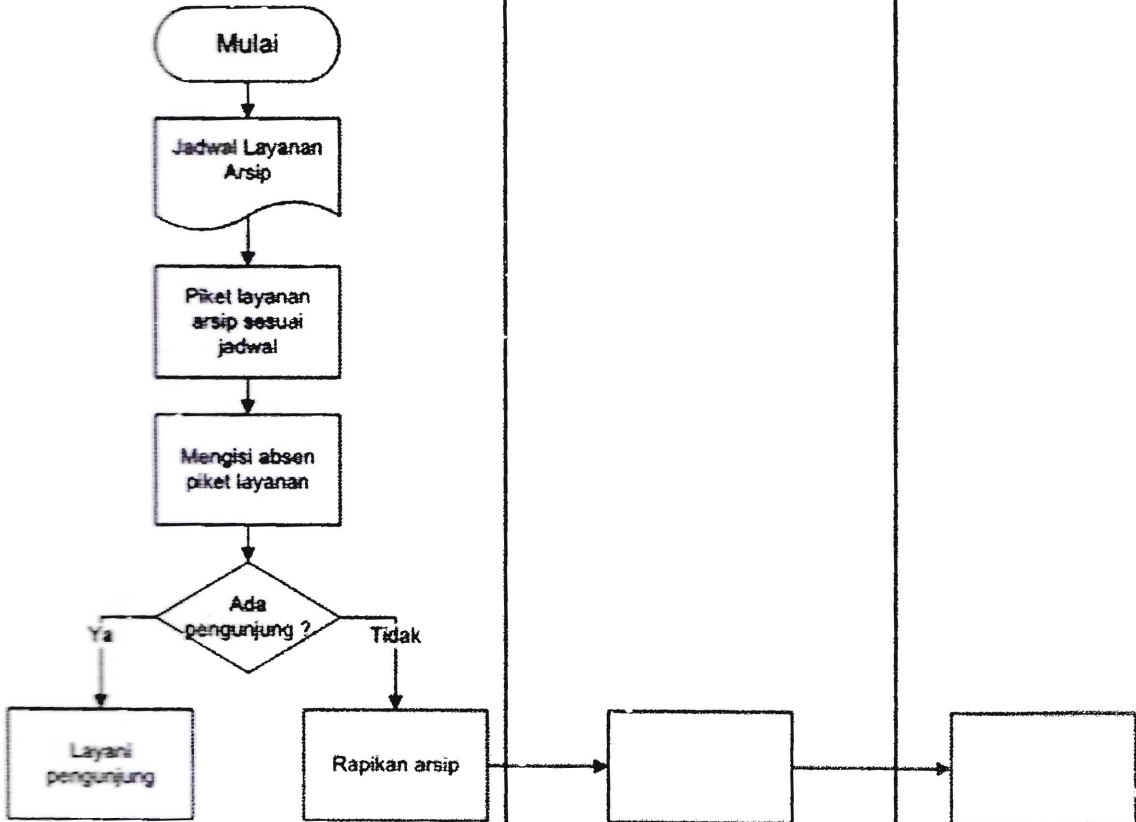 Mulai
Jadwal Layanan
Arsip
Piket layanan
arsip sesuai
jadwal
Mengisi absen
piket layanan
Ada
pengunjung ?
Ya
Tidak
Layani
pengunjung
Rapikan arsip